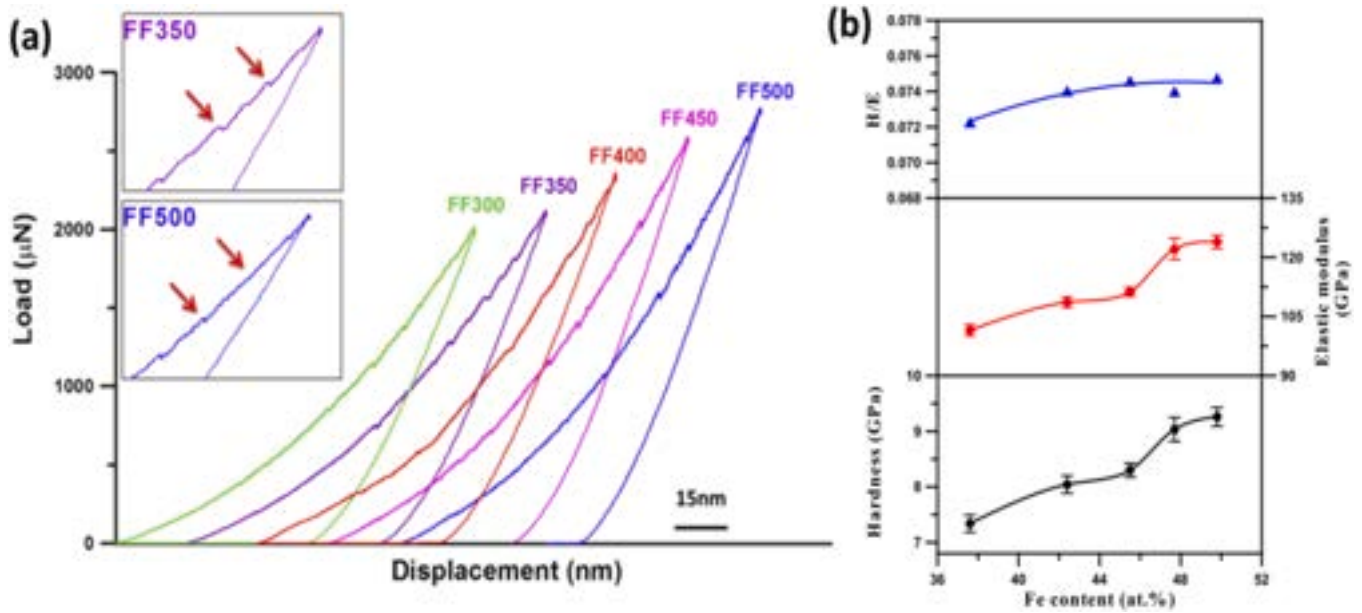 (a)
FF350
FF500
3000
2000
1000
0
Load (μN)
FF300
FF350
FF400
FF450
FF500
15nm
Displacement (nm)
(b)
0.078
0.076
0.074
0.072
0.070
0.068
H/E
135
120
105
90
Elastic modulus
(GPa)
10
9
8
7
Hardness (GPa)
36
40
44
48
52
Fe content (at.%)